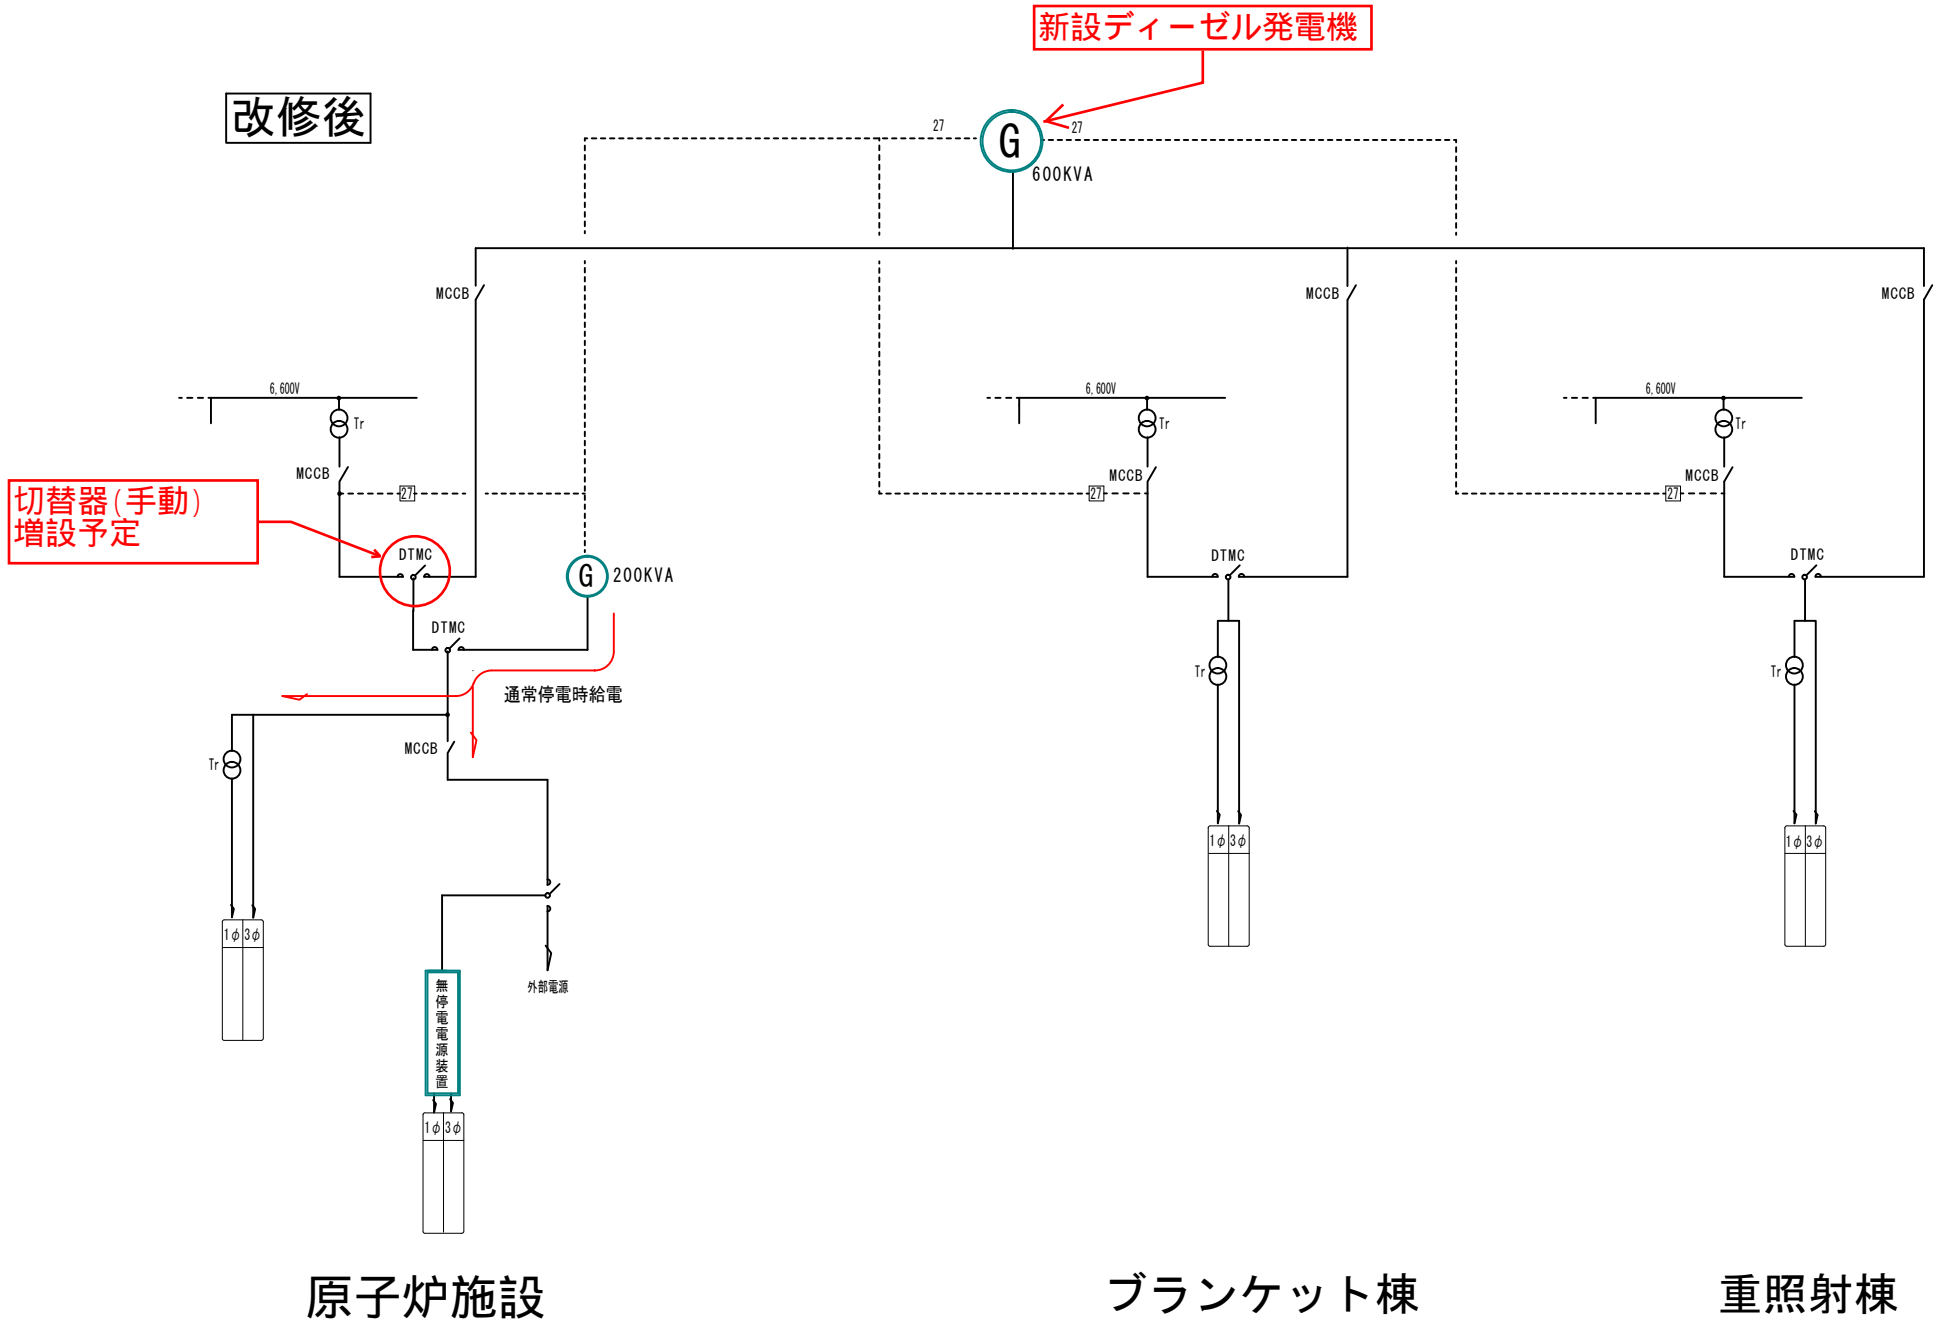 新設ディーゼル発電機
改修後
27
G
27
600KVA
MCCB
MCCB
MCCB
6,600V
6,600V
6,600V
Tr
Tr
Tr
MCCB
MCCB
MCCB
27
27
27
切替器(手動)
増設予定
DTMC
G
200KVA
DTMC
DTMC
DTMC
通常停電時給電
Tr
Tr
MCCB
Tr
1φ 3φ
1φ 3φ
1φ 3φ
外部電源
無停電電源装置
1φ 3φ
原子炉施設
ブランケット棟
重照射棟